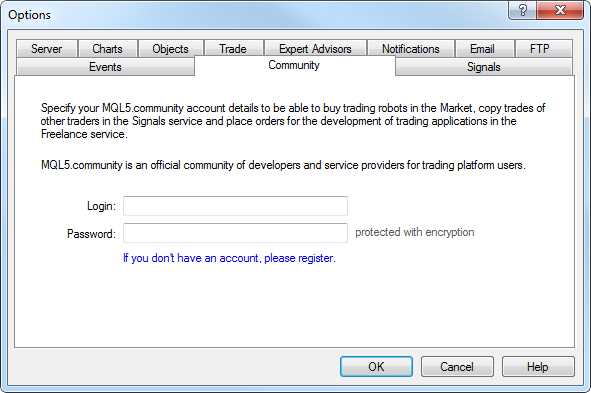 Options
Server Charts Objects Trade Expert Advisors Notifications Email FTP
Events Community Signals
Specify your MQL5.community account details to be able to buy trading robots in the Market, copy trades of
other traders in the Signals service and place orders for the development of trading applications in the
Freelance service.
MQL5.community is an official community of developers and service providers for trading platform users.
Login:
Password: protected with encryption
If you don't have an account, please register.
OK Cancel Help